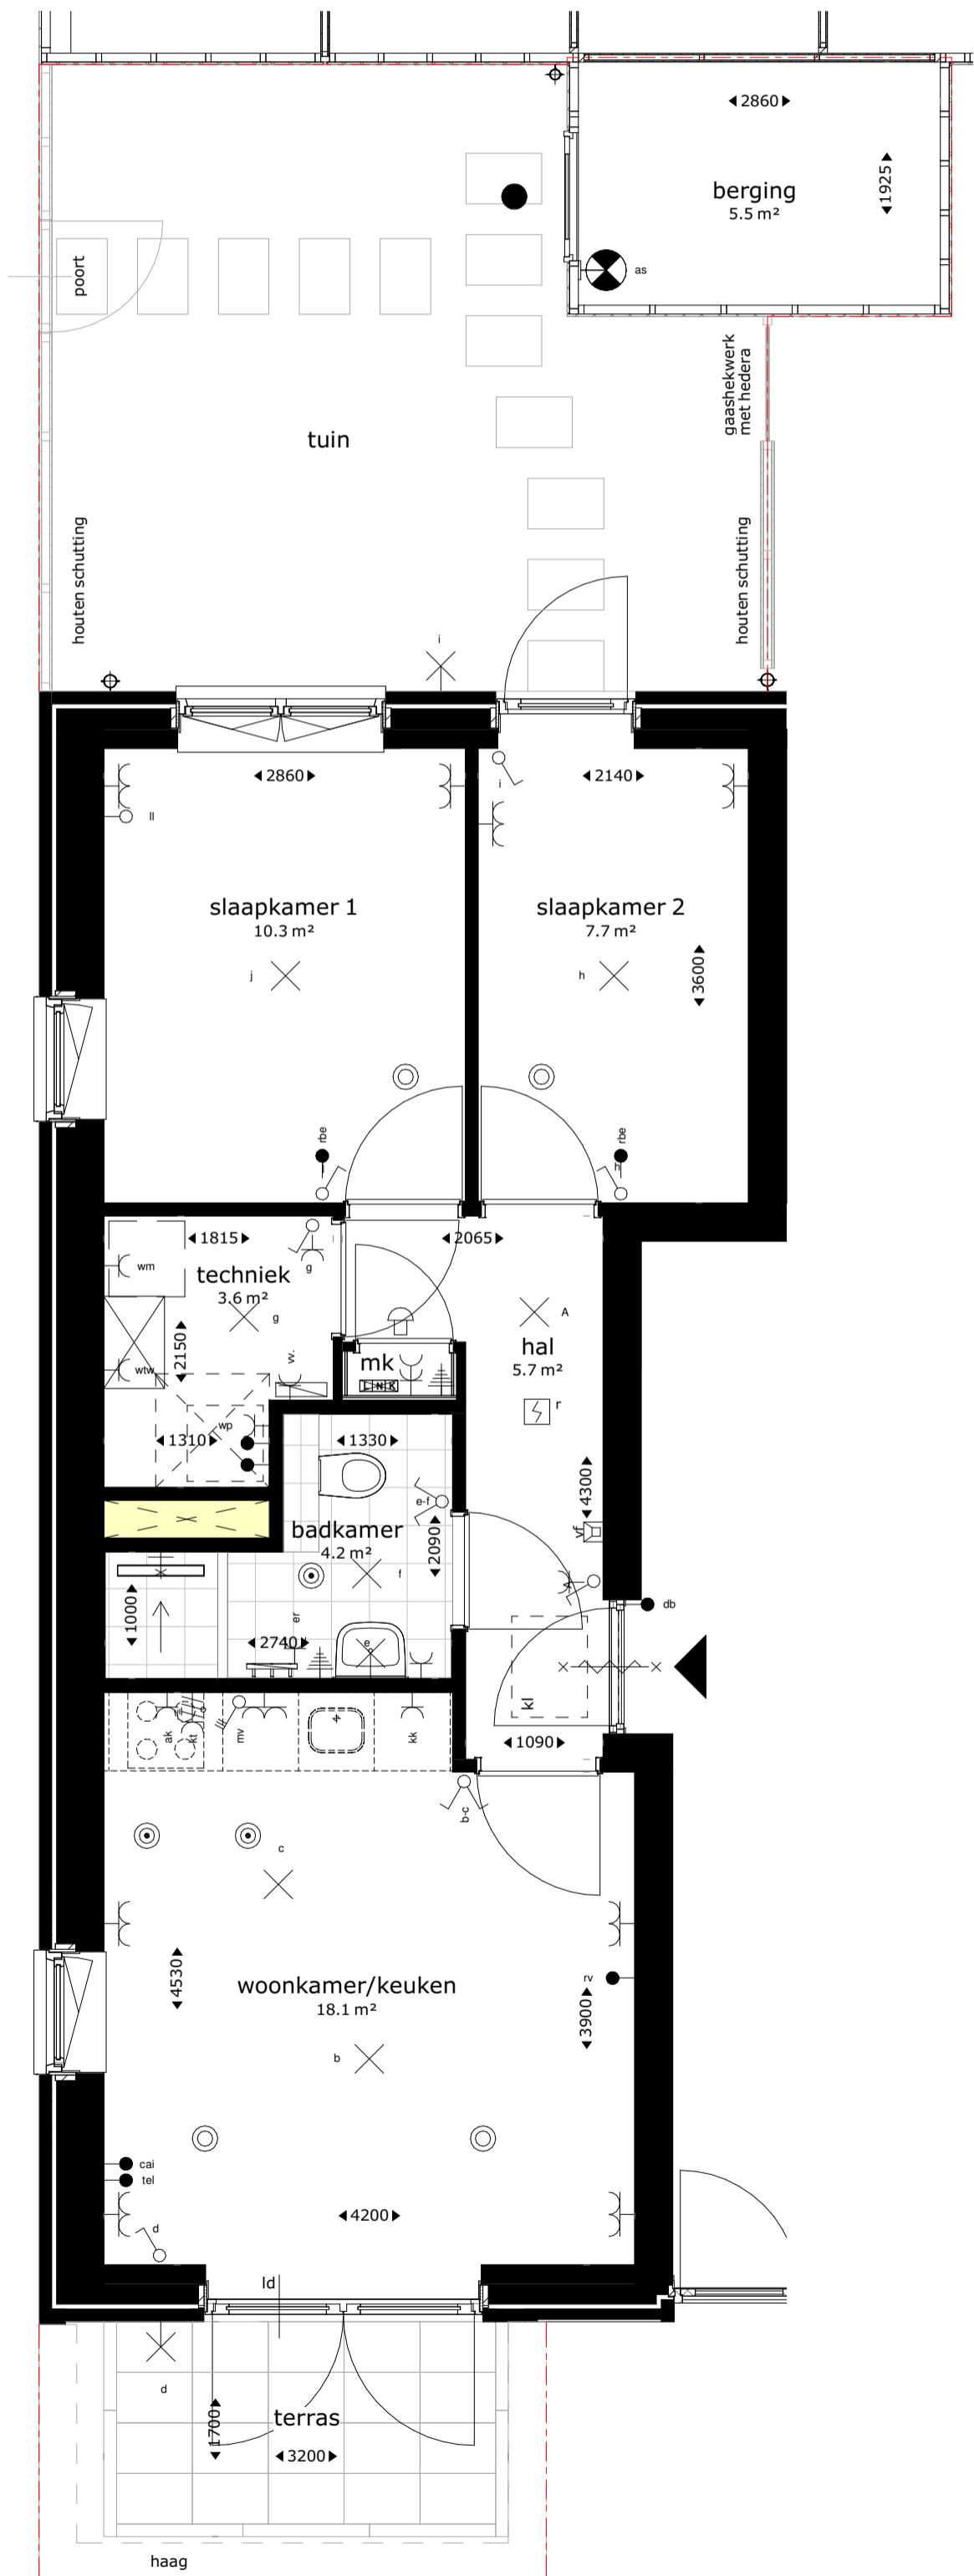 2860
1925
berging
5.5 m²
as
poort
gaashekwerk
met hedera
tuin
houten schutting
houten schutting
i
2860
2140
i
ll
slaapkamer 1
10.3 m²
slaapkamer 2
7.7 m²
3600
j
h
rbe
rbe
j
h
1815
2065
g
wm
techniek
3.6 m²
g
A
hal
5.7 m²
2150
wtw
vv.
mk
r
wp
1310
1330
4300
e-f
badkamer
4.2 m²
2090
vf
f
A
1000
er
db
2740
e
kl
ak
kt
mv
kk
1090
b-c
c
4530
woonkamer/keuken
18.1 m²
rv
3900
b
cai
tel
4200
d
ld
d
1700
terras
3200
haag